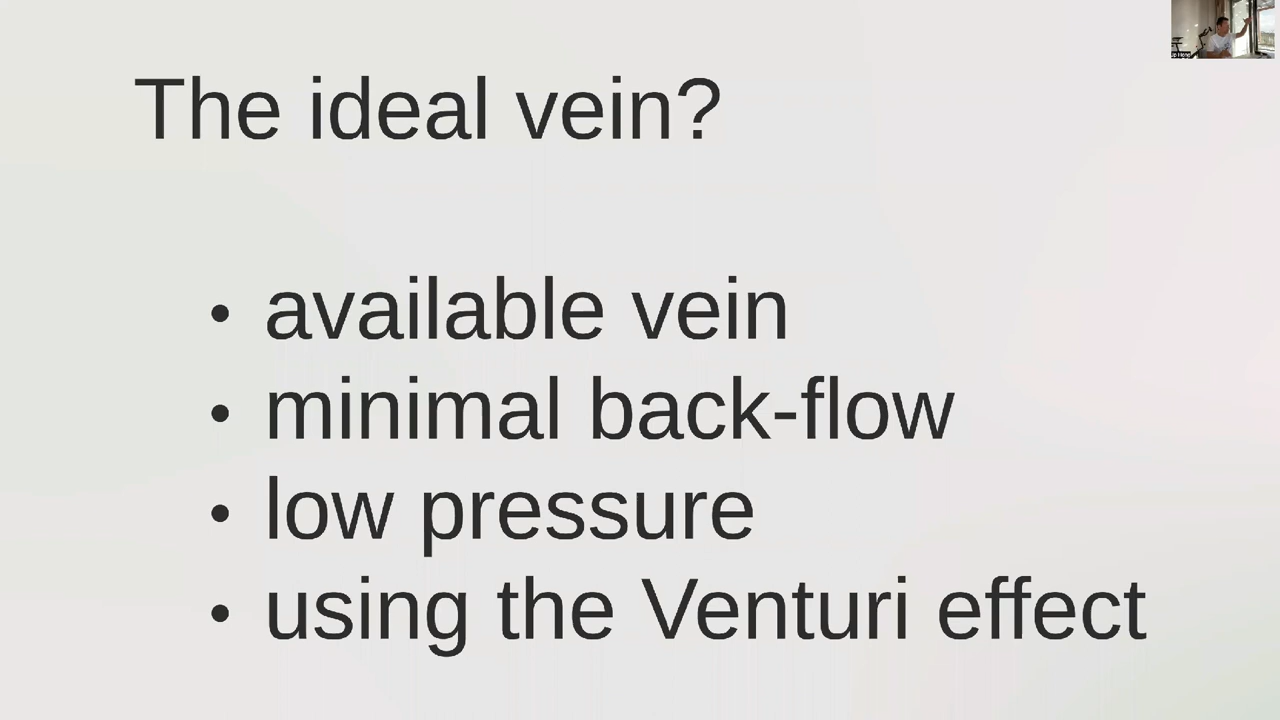 The ideal vein?
• available vein
• minimal back-flow
• low pressure
• using the Venturi effect